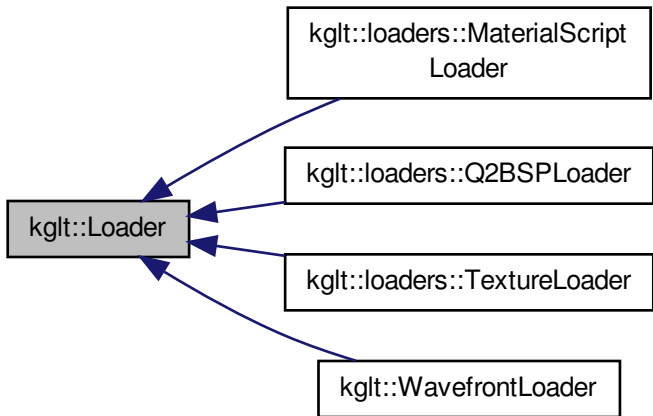 kglt::loaders::MaterialScript
Loader
kglt::loaders::Q2BSPLoader
kglt::Loader
kglt::loaders::TextureLoader
kglt::WavefrontLoader